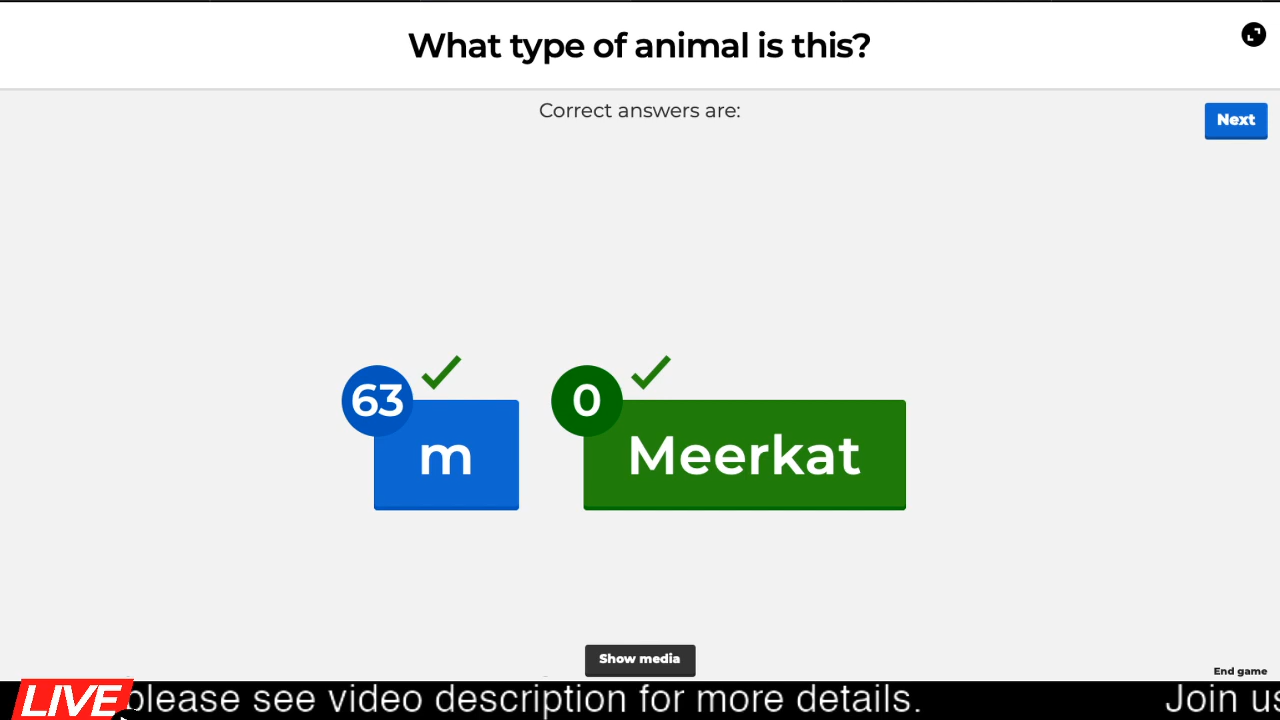 What type of animal is this?
Correct answers are:
Next
63
m
0
Meerkat
Show media
End game
LIVE
please see video description for more details.
Join us